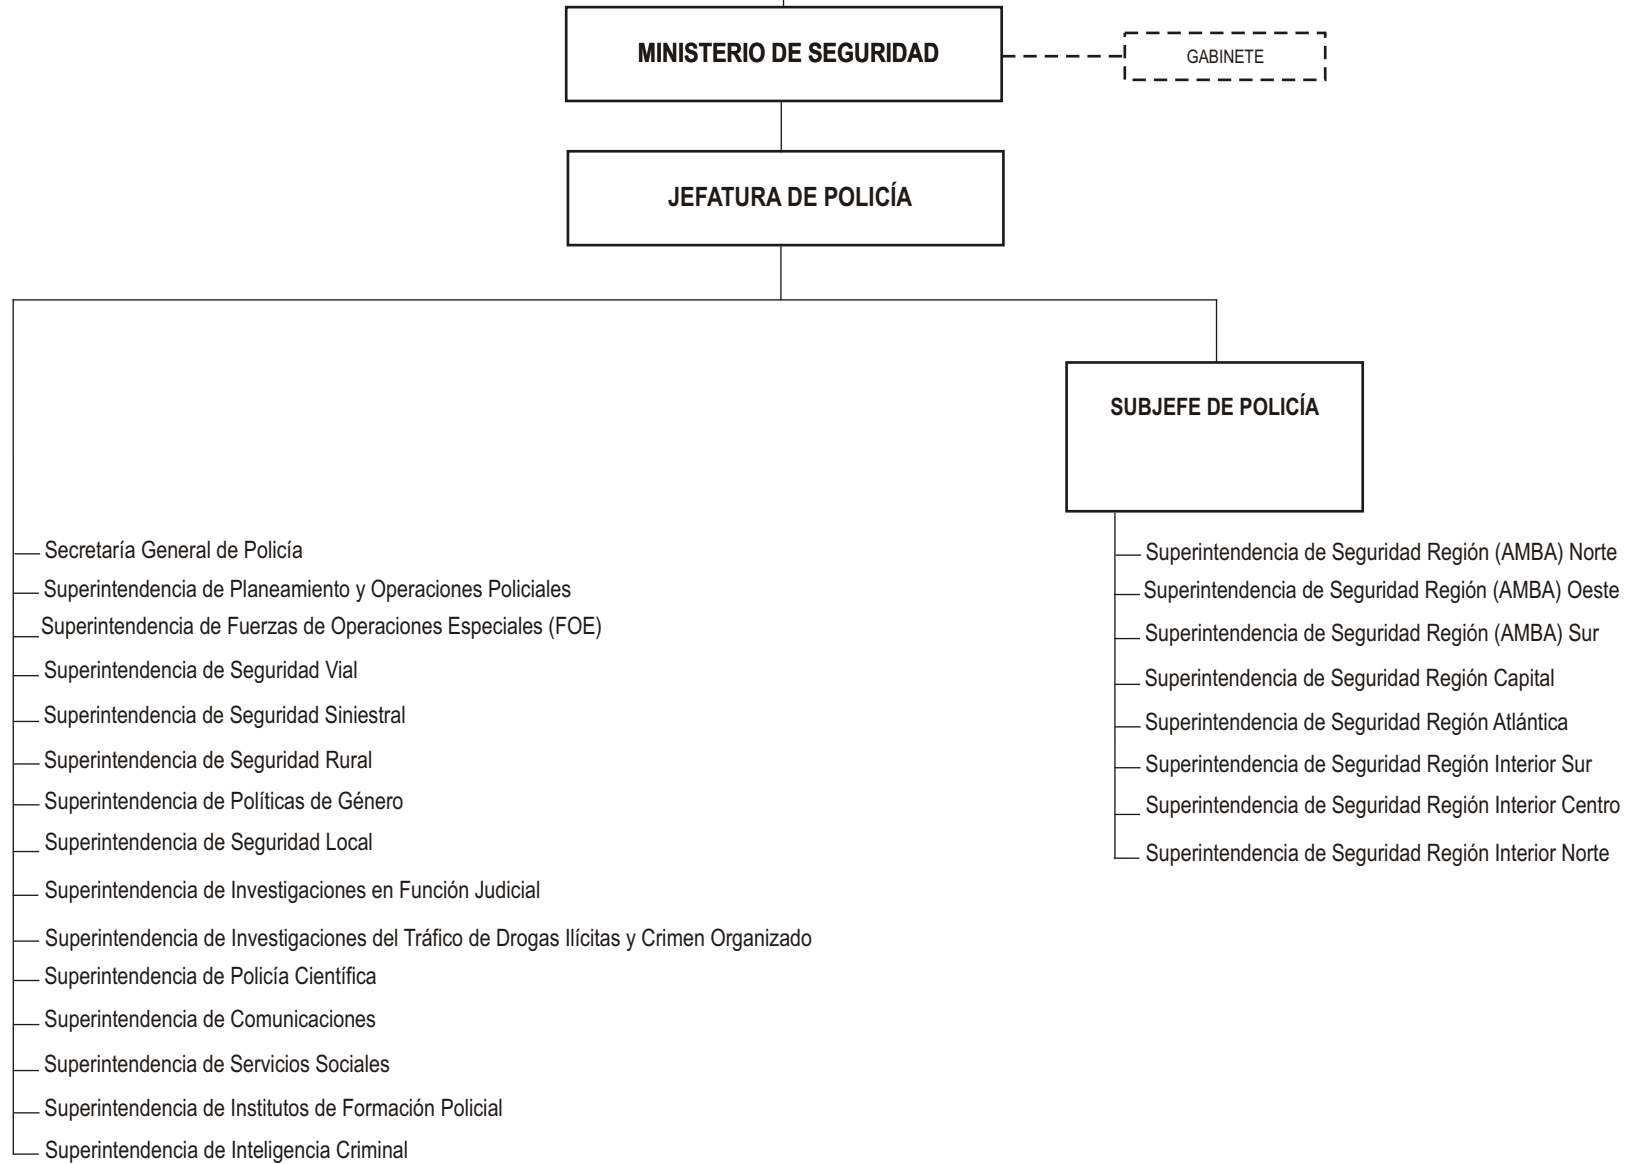 MINISTERIO DE SEGURIDAD
GABINETE
JEFATURA DE POLICÍA
SUBJEFE DE POLICÍA
Secretaría General de Policía
Superintendencia de Planeamiento y Operaciones Policiales
Superintendencia de Fuerzas de Operaciones Especiales (FOE)
Superintendencia de Seguridad Vial
Superintendencia de Seguridad Siniestral
Superintendencia de Seguridad Rural
Superintendencia de Políticas de Género
Superintendencia de Seguridad Local
Superintendencia de Investigaciones en Función Judicial
Superintendencia de Investigaciones del Tráfico de Drogas Ilícitas y Crimen Organizado
Superintendencia de Policía Científica
Superintendencia de Comunicaciones
Superintendencia de Servicios Sociales
Superintendencia de Institutos de Formación Policial
Superintendencia de Inteligencia Criminal
Superintendencia de Seguridad Región (AMBA) Norte
Superintendencia de Seguridad Región (AMBA) Oeste
Superintendencia de Seguridad Región (AMBA) Sur
Superintendencia de Seguridad Región Capital
Superintendencia de Seguridad Región Atlántica
Superintendencia de Seguridad Región Interior Sur
Superintendencia de Seguridad Región Interior Centro
Superintendencia de Seguridad Región Interior Norte